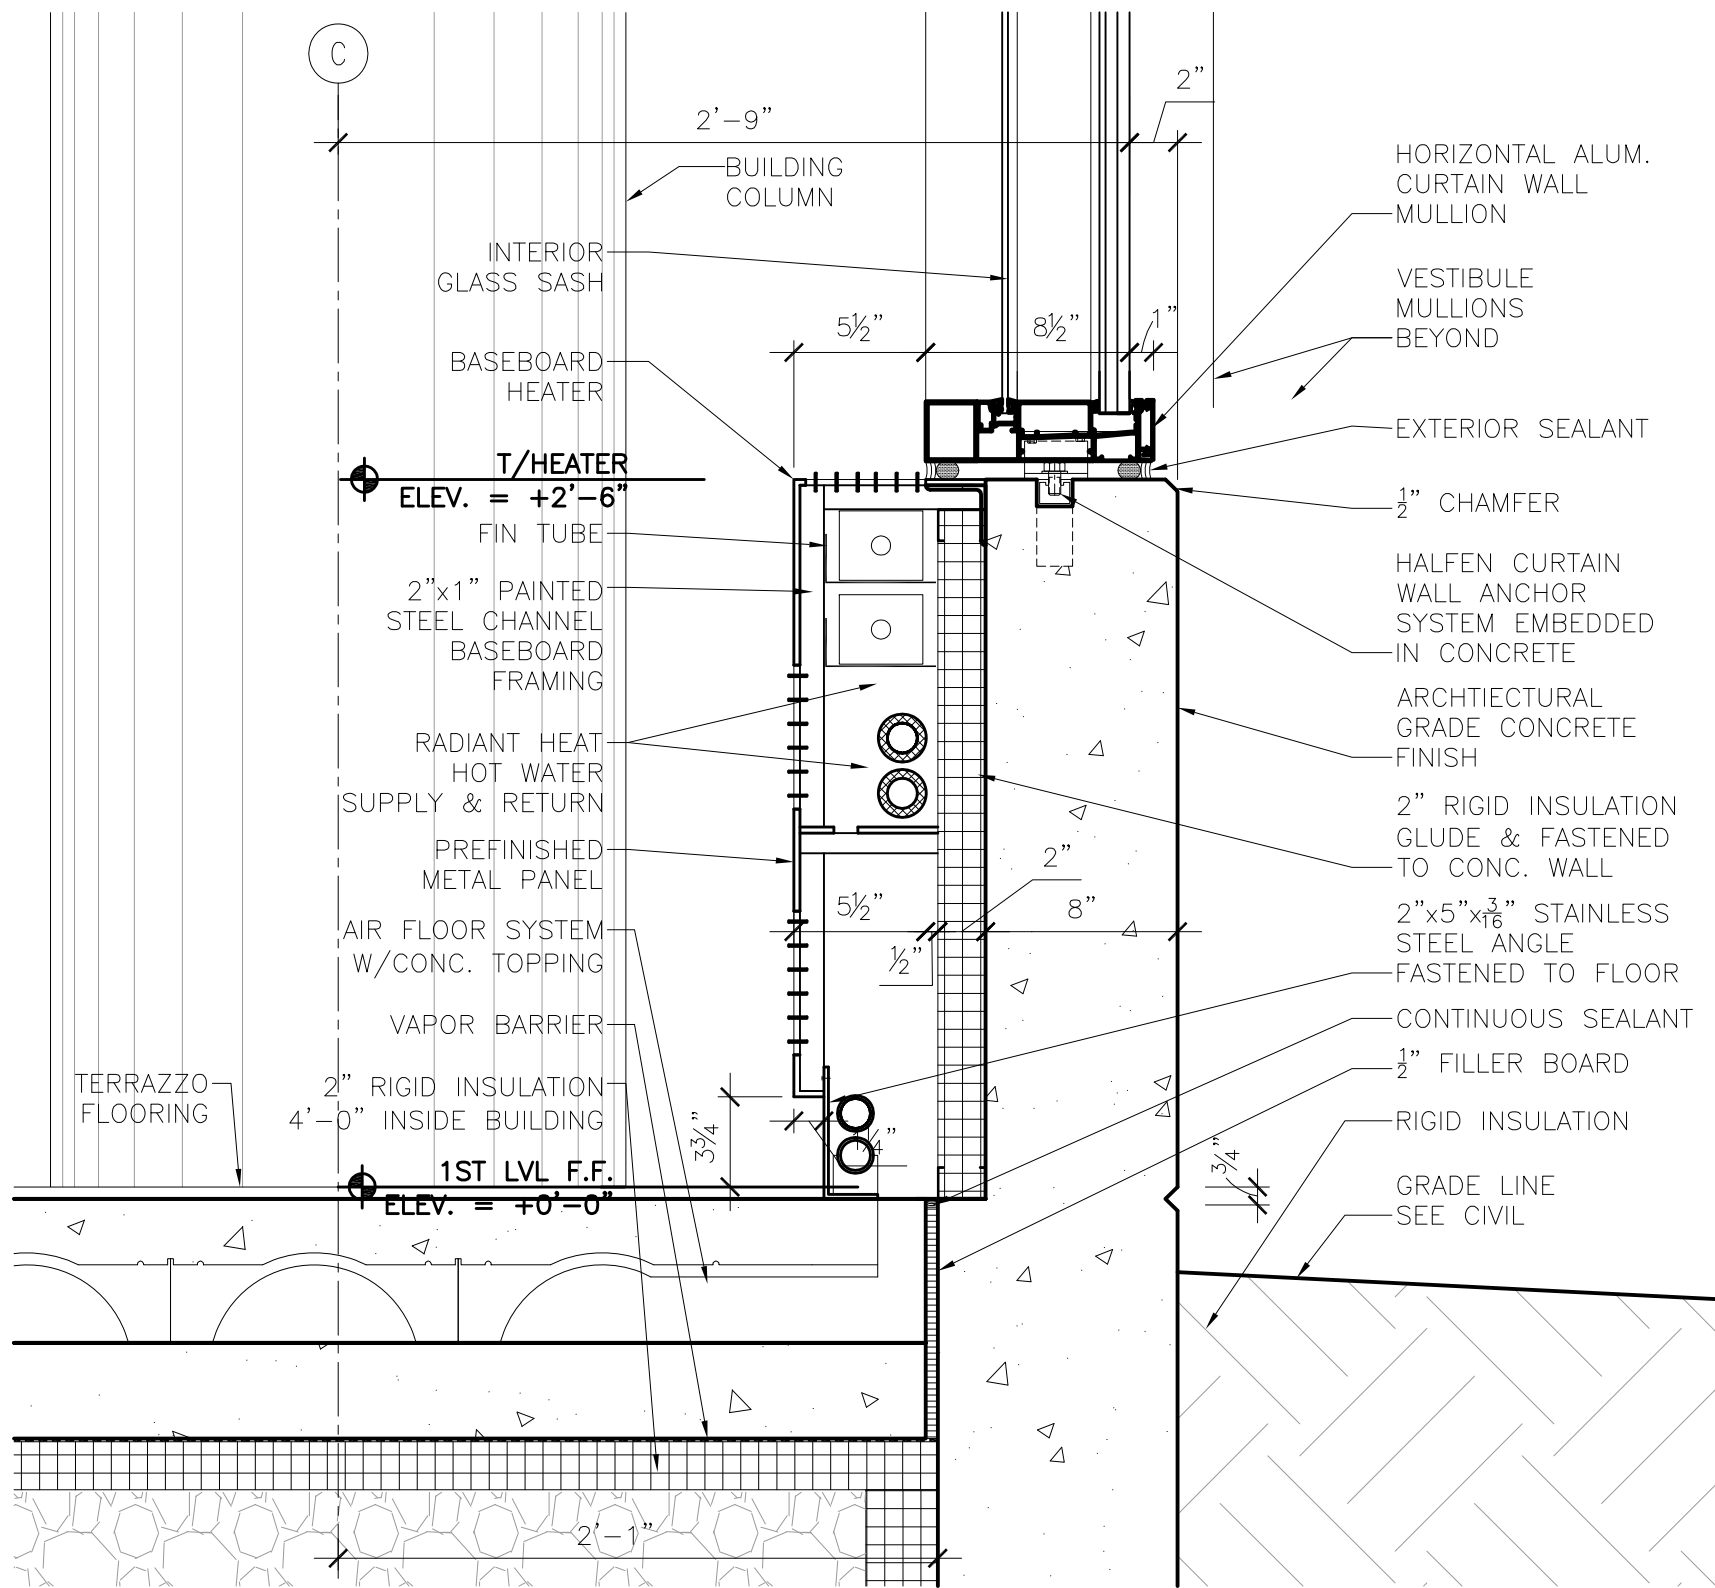 C
2"
2'-9"
BUILDING
COLUMN
HORIZONTAL ALUM.
CURTAIN WALL
MULLION
INTERIOR
GLASS SASH
VESTIBULE
MULLIONS
BEYOND
5½"
8½"
1"
BASEBOARD
HEATER
EXTERIOR SEALANT
T/HEATER
ELEV. = +2'-6"
½" CHAMFER
FIN TUBE
HALFEN CURTAIN
WALL ANCHOR
SYSTEM EMBEDDED
IN CONCRETE
2"x1" PAINTED
STEEL CHANNEL
BASEBOARD
FRAMING
ARCHTIECTURAL
GRADE CONCRETE
FINISH
RADIANT HEAT
HOT WATER
SUPPLY & RETURN
2" RIGID INSULATION
GLUDE & FASTENED
TO CONC. WALL
PREFINISHED
METAL PANEL
2"
5½"
8"
½"
2"x5"x3/16" STAINLESS
STEEL ANGLE
FASTENED TO FLOOR
AIR FLOOR SYSTEM
W/CONC. TOPPING
VAPOR BARRIER
CONTINUOUS SEALANT
½" FILLER BOARD
TERRAZZO
FLOORING
2" RIGID INSULATION
4'-0" INSIDE BUILDING
3¾"
1¼"
RIGID INSULATION
¾"
1ST LVL F.F.
ELEV. = +0'-0"
GRADE LINE
SEE CIVIL
2'-1"